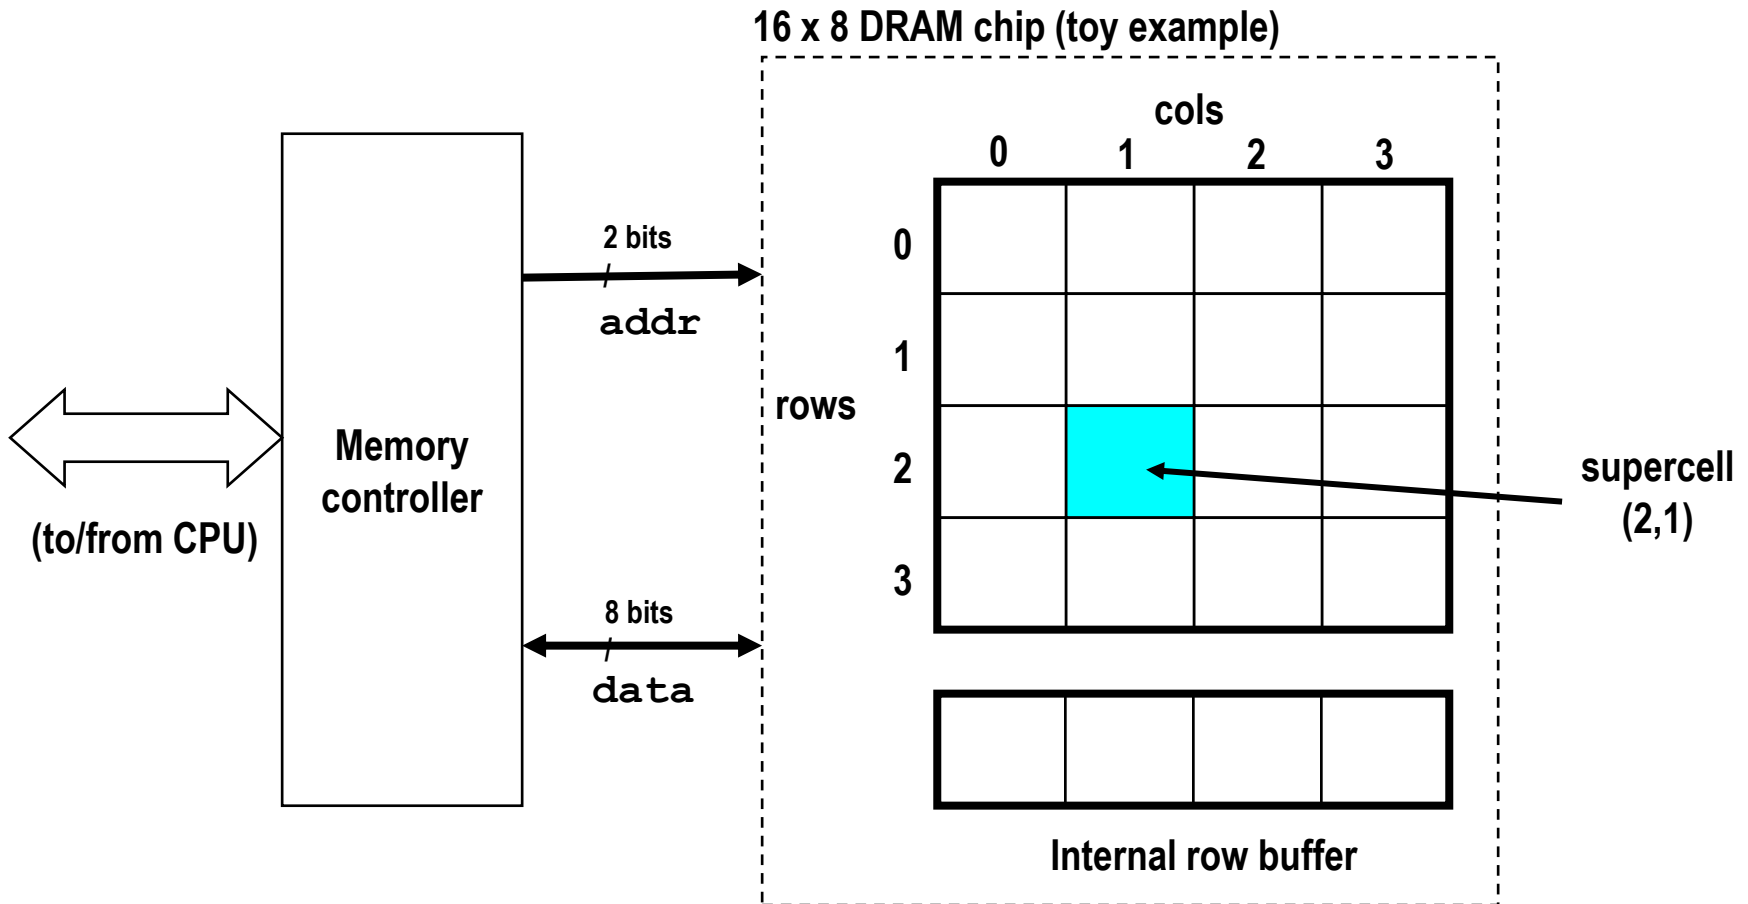 16 x 8 DRAM chip (toy example)
cols
0 1 2 3
2 bits
addr
0
1
rows
2
3
Memory
controller
(to/from CPU)
supercell
(2,1)
8 bits
data
Internal row buffer